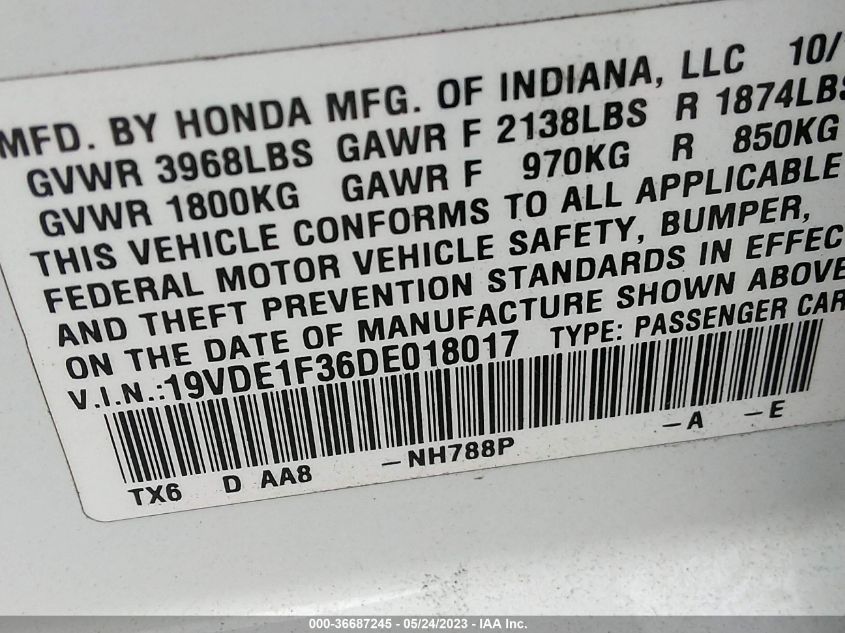 MFD. BY HONDA MFG. OF INDIANA, LLC 10/
GVWR 3968LBS GAWR F 2138LBS R 1874LBS
GVWR 1800KG GAWR F 970KG R 850KG
THIS VEHICLE CONFORMS TO ALL APPLICABLE
FEDERAL MOTOR VEHICLE SAFETY, BUMPER,
AND THEFT PREVENTION STANDARDS IN EFFEC
ON THE DATE OF MANUFACTURE SHOWN ABOVE
V.I.N.:19VDE1F36DE018017 TYPE: PASSENGER CAR
TX6 D AA8 -NH788P -A -E
000-36687245 - 05/24/2023 - IAA Inc.